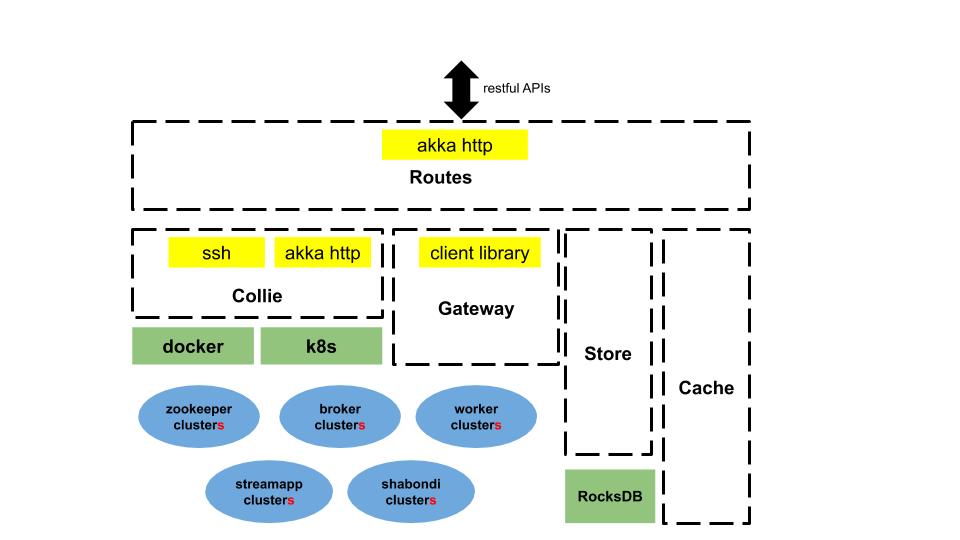 restful APIs
akka http
Routes
ssh
akka http
Collie
client library
Gateway
Store
Cache
docker
k8s
zookeeper
clusters
broker
clusters
worker
clusters
streamapp
clusters
shabondi
clusters
RocksDB